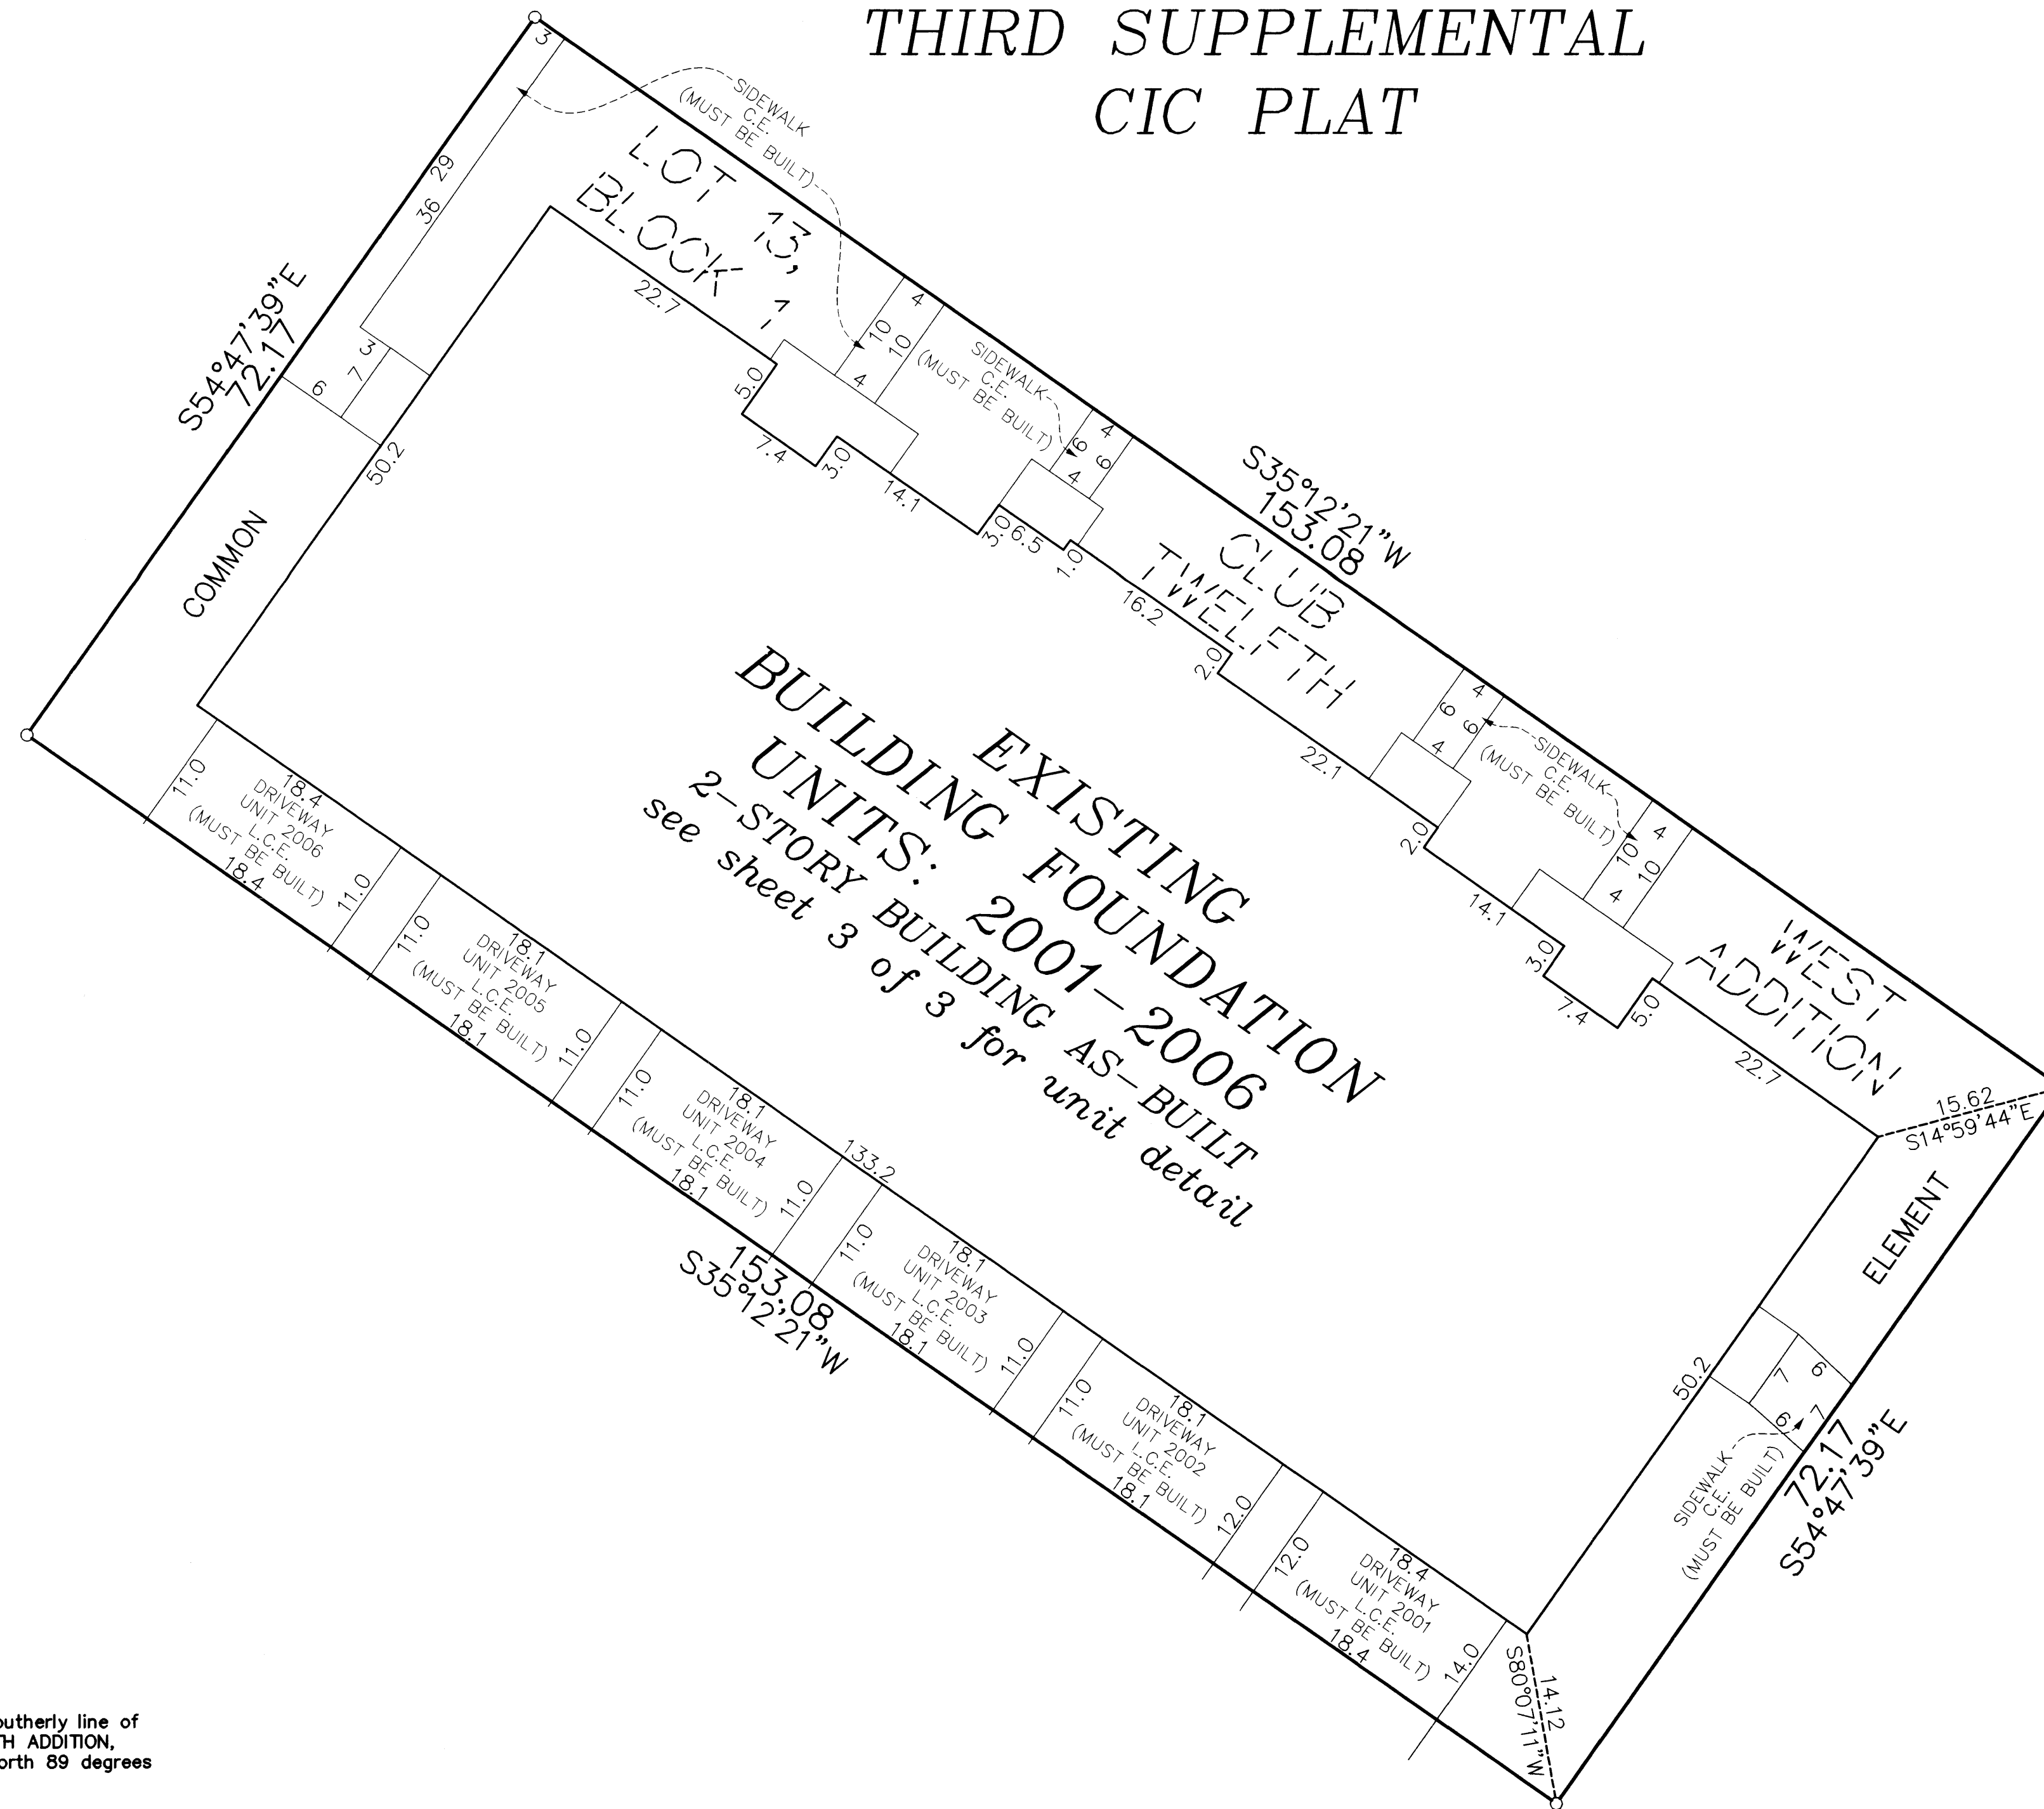 THIRD SUPPLEMENTAL
CIC PLAT
3
SIDEWALK
C.E.
(MUST BE BUILT)
29
36
LOT 13,
BLOCK 1
S54°47'39"E
72.17
22.7
4
10
10
4
3
7
6
5.0
7.4
3.0
14.1
SIDEWALK
C.E.
(MUST BE BUILT)
4
6
6
4
3.0
6.5
1.0
S35°12'21"W
153.08
50.2
COMMON
16.2
CLUB
TWELFTH
2.0
22.1
4
6
6
4
SIDEWALK
C.E.
(MUST BE BUILT)
2.0
4
10
10
4
14.1
3.0
7.4
5.0
WEST
ADDITION
22.7
EXISTING
BUILDING FOUNDATION
UNITS: 2001-2006
2-STORY BUILDING AS-BUILT
see sheet 3 of 3 for unit detail
15.62
S14°59'44"E
ELEMENT
11.0
18.4
DRIVEWAY
UNIT 2006
L.C.E.
(MUST BE BUILT)
18.4
11.0
11.0
18.1
DRIVEWAY
UNIT 2005
L.C.E.
(MUST BE BUILT)
18.1
11.0
11.0
18.1
DRIVEWAY
UNIT 2004
L.C.E.
(MUST BE BUILT)
18.1
11.0
133.2
153.08
S35°12'21"W
11.0
18.1
DRIVEWAY
UNIT 2003
L.C.E.
(MUST BE BUILT)
18.1
11.0
11.0
18.1
DRIVEWAY
UNIT 2002
L.C.E.
(MUST BE BUILT)
18.1
12.0
12.0
18.4
DRIVEWAY
UNIT 2001
L.C.E.
(MUST BE BUILT)
18.4
14.0
50.2
7
6
6
7
SIDEWALK
C.E.
(MUST BE BUILT)
72.17
S54°47'39"E
14.12
S80°07'11"W
outherly line of
TH ADDITION,
orth 89 degrees